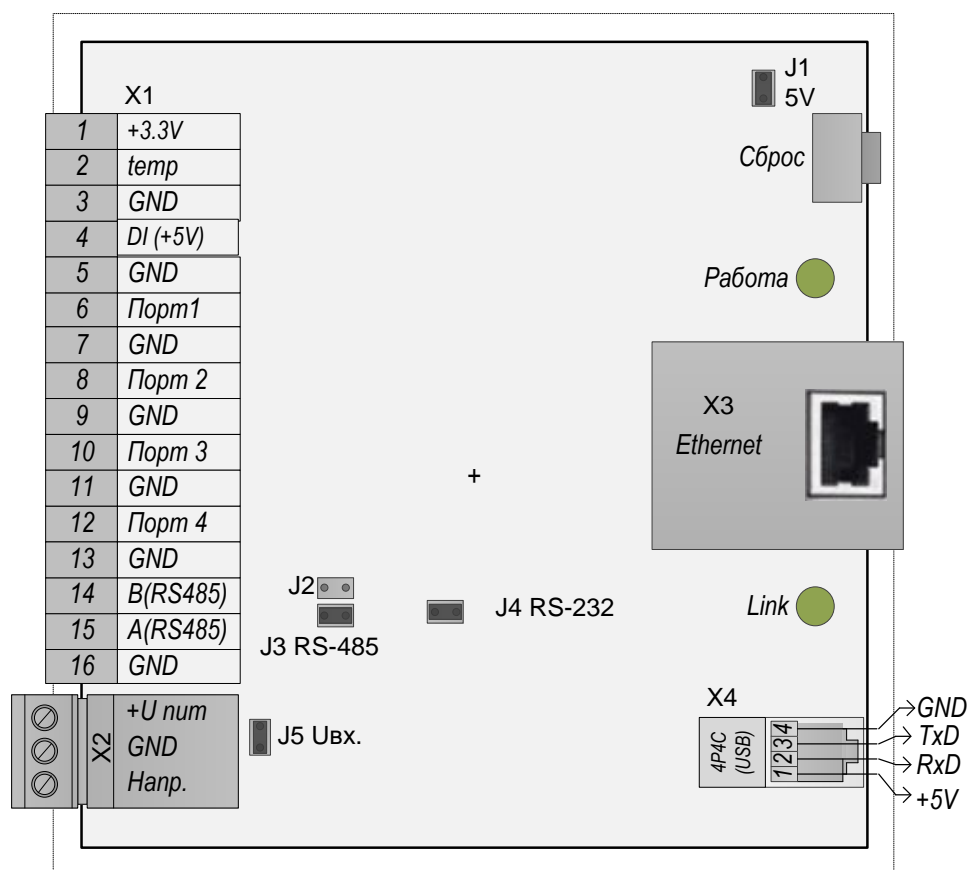 J1
5V
X1
1 +3.3V
2 temp
3 GND
4 DI (+5V)
5 GND
6 Порт1
7 GND
8 Порт 2
9 GND
10 Порт 3
11 GND
12 Порт 4
13 GND
14 B(RS485)
15 A(RS485)
16 GND
Сброс
Работа
X3
Ethernet
+
J2
J3 RS-485
J4 RS-232
Link
X2
+U пит
GND
Напр.
J5 Uвх.
X4
4P4C
(USB)
1 2 3 4
GND
TxD
RxD
+5V